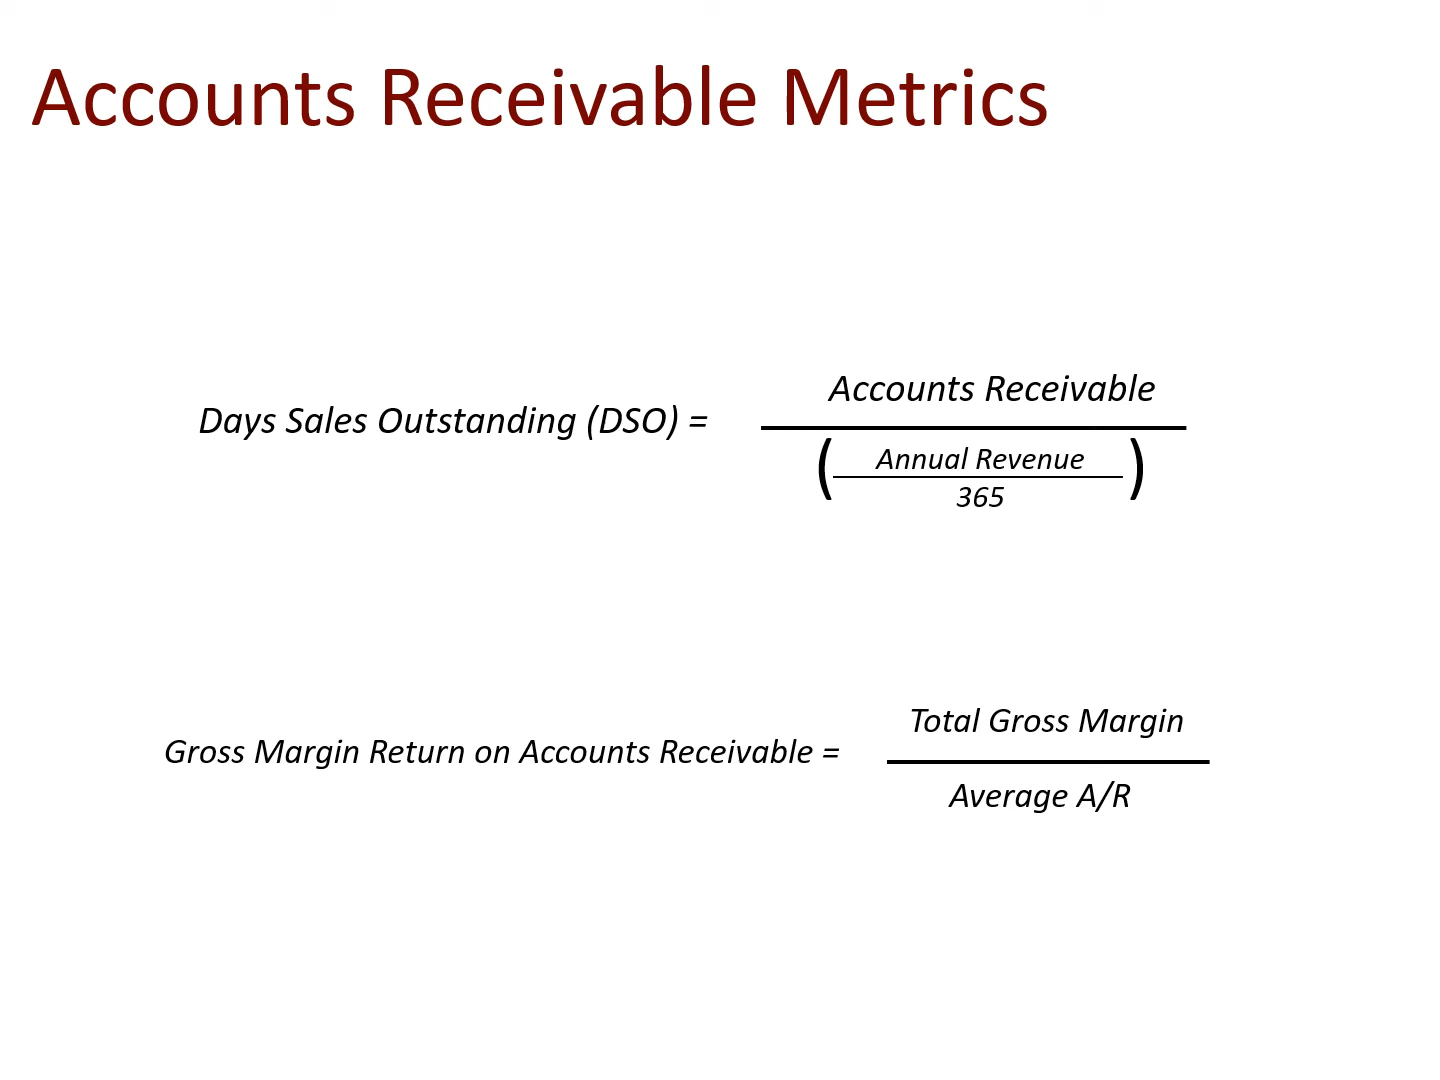 Accounts Receivable Metrics
Days Sales Outstanding (DSO) =
Accounts Receivable
( Annual Revenue )
365
Gross Margin Return on Accounts Receivable =
Total Gross Margin
Average A/R